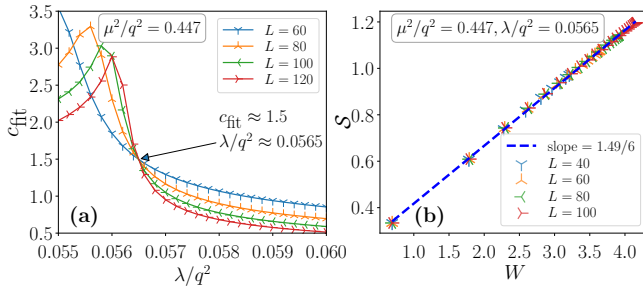 μ²/q² = 0.447
L = 60
L = 80
L = 100
L = 120
c_fit ≈ 1.5
λ/q² ≈ 0.0565
(a)
3.5
3.0
2.5
2.0
1.5
1.0
0.5
c_fit
0.055 0.056 0.057 0.058 0.059 0.060
λ/q²
μ²/q² = 0.447, λ/q² = 0.0565
slope = 1.49/6
L = 40
L = 60
L = 80
L = 100
(b)
1.2
1.0
0.8
0.6
0.4
S
1.0 1.5 2.0 2.5 3.0 3.5 4.0
W